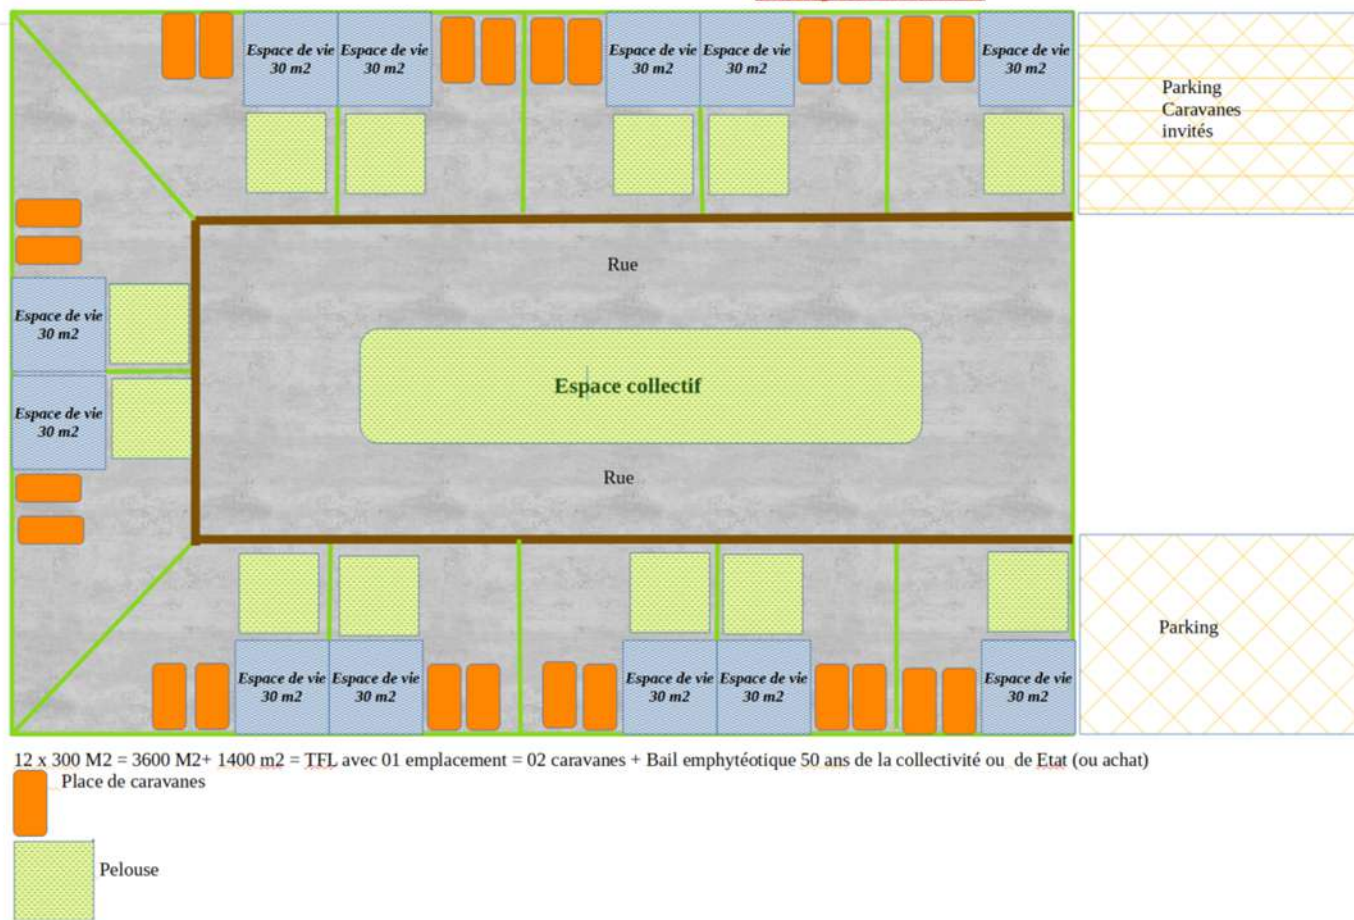 Espace de vie
30 m2
Espace de vie
30 m2
Espace de vie
30 m2
Espace de vie
30 m2
Espace de vie
30 m2
Parking
Caravanes
invités
Rue
Espace de vie
30 m2
Espace collectif
Espace de vie
30 m2
Rue
Parking
Espace de vie
30 m2
Espace de vie
30 m2
Espace de vie
30 m2
Espace de vie
30 m2
Espace de vie
30 m2
12 x 300 M2 = 3600 M2+ 1400 m2 = TFL avec 01 emplacement = 02 caravanes + Bail emphytéotique 50 ans de la collectivité ou de Etat (ou achat)
Place de caravanes
Pelouse